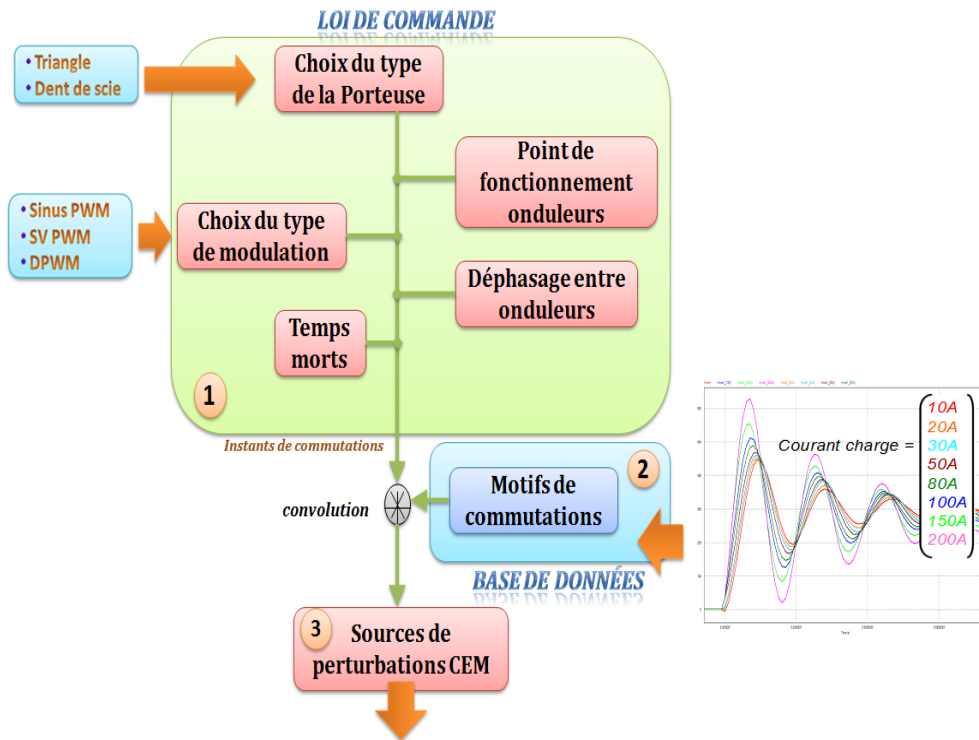 LOI DE COMMANDE
• Triangle
• Dent de scie
Choix du type
de la Porteuse
Point de
fonctionnement
onduleurs
• Sinus PWM
• SV PWM
• DPWM
Choix du type
de modulation
Déphasage entre
onduleurs
Temps
morts
1
Instants de commutations
convolution
2
Motifs de
commutations
BASE DE DONNÉES
3
Sources de
perturbations CEM
Courant charge =
10A
20A
30A
50A
80A
100A
150A
200A